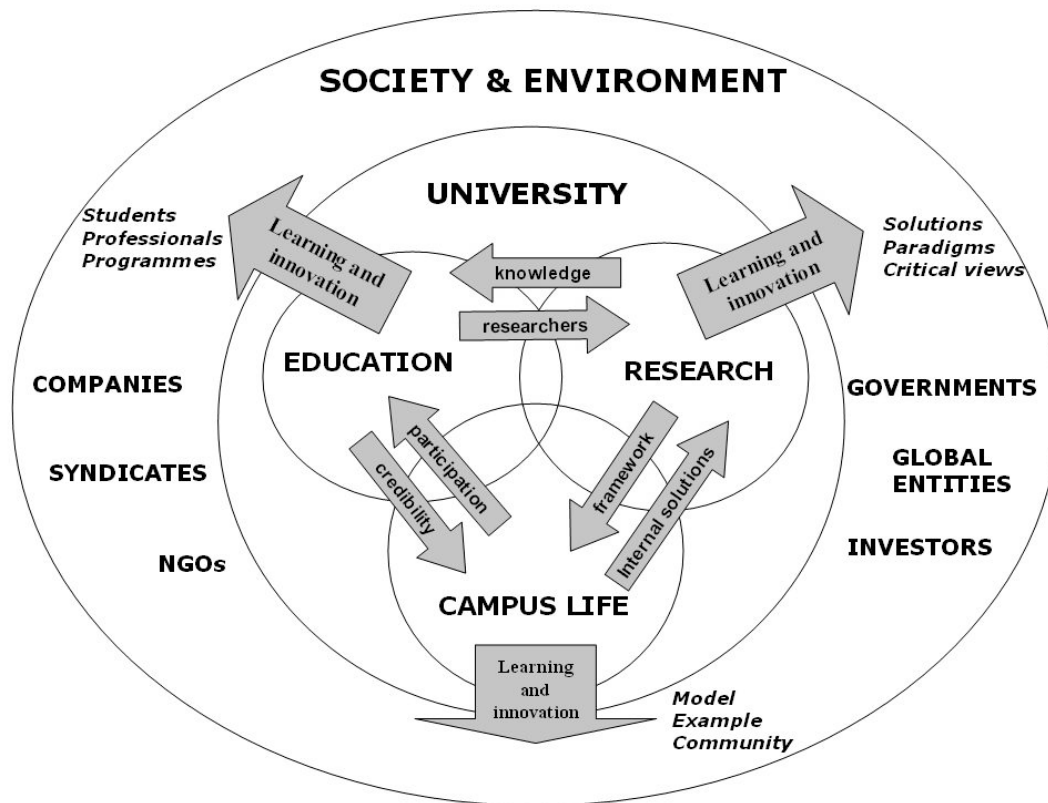 SOCIETY & ENVIRONMENT
UNIVERSITY
Students
Professionals
Programmes
Learning and
innovation
knowledge
researchers
Learning and
innovation
Solutions
Paradigms
Critical views
EDUCATION
RESEARCH
COMPANIES
SYNDICATES
NGOs
GOVERNMENTS
GLOBAL
ENTITIES
INVESTORS
participation
credibility
framework
Internal solutions
CAMPUS LIFE
Learning
and
innovation
Model
Example
Community